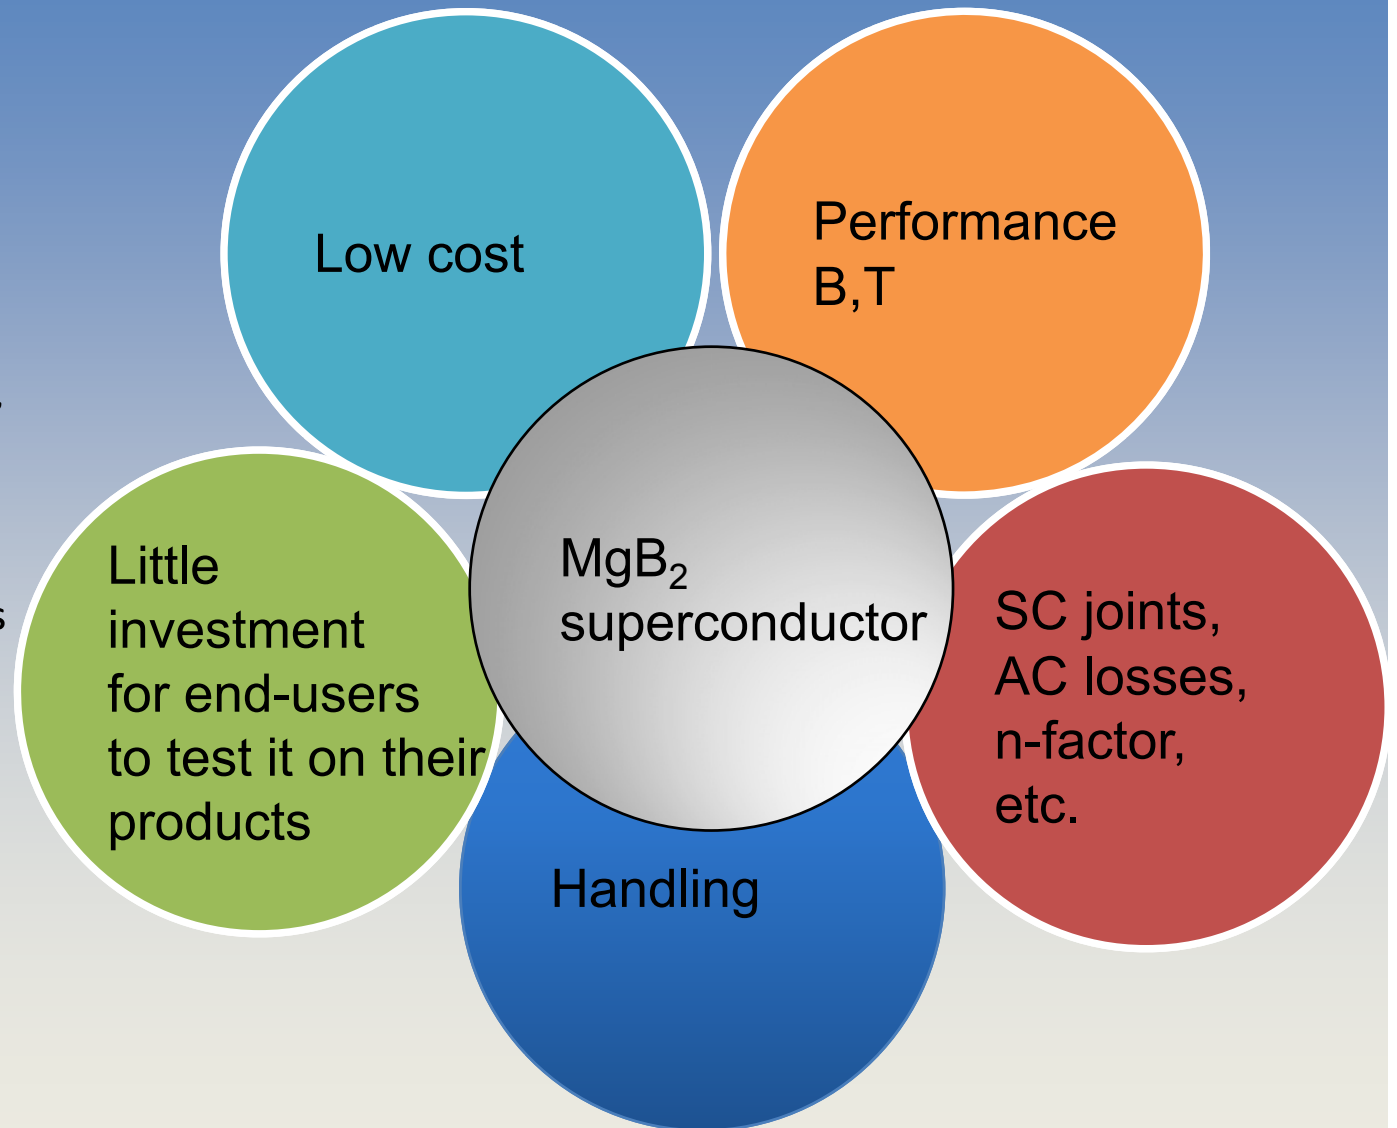 Low cost
Performance
B,T
MgB₂
superconductor
Little
investment
for end-users
to test it on their
products
SC joints,
AC losses,
n-factor,
etc.
Handling